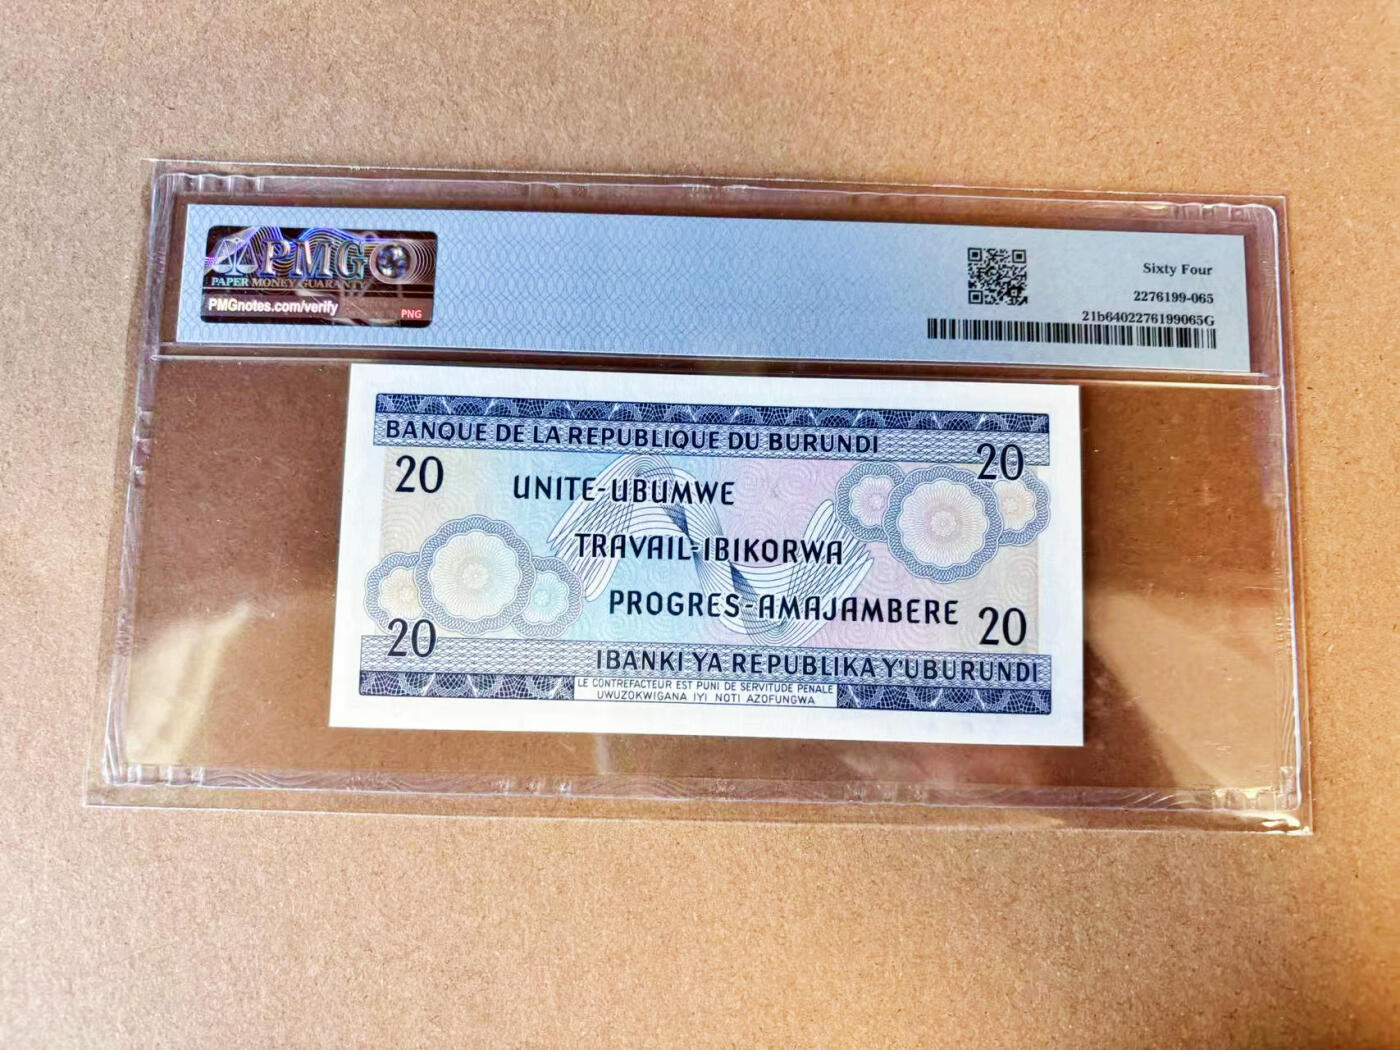 PMG
PAPER MONEY GUARANTY
PMGnotes.com/verify
PNG
Sixty Four
2276199-065
21b6402276199065G
BANQUE DE LA REPUBLIQUE DU BURUNDI
20
20
UNITE-UBUMWE
TRAVAIL-IBIKORWA
PROGRES-AMAJAMBERE
20
20
IBANKI YA REPUBLIKA Y'UBURUNDI
LE CONTREFACTEUR EST PUNI DE SERVITUDE PENALE
UWUZOKWIGANA IYI NOTI AZOFUNGWA